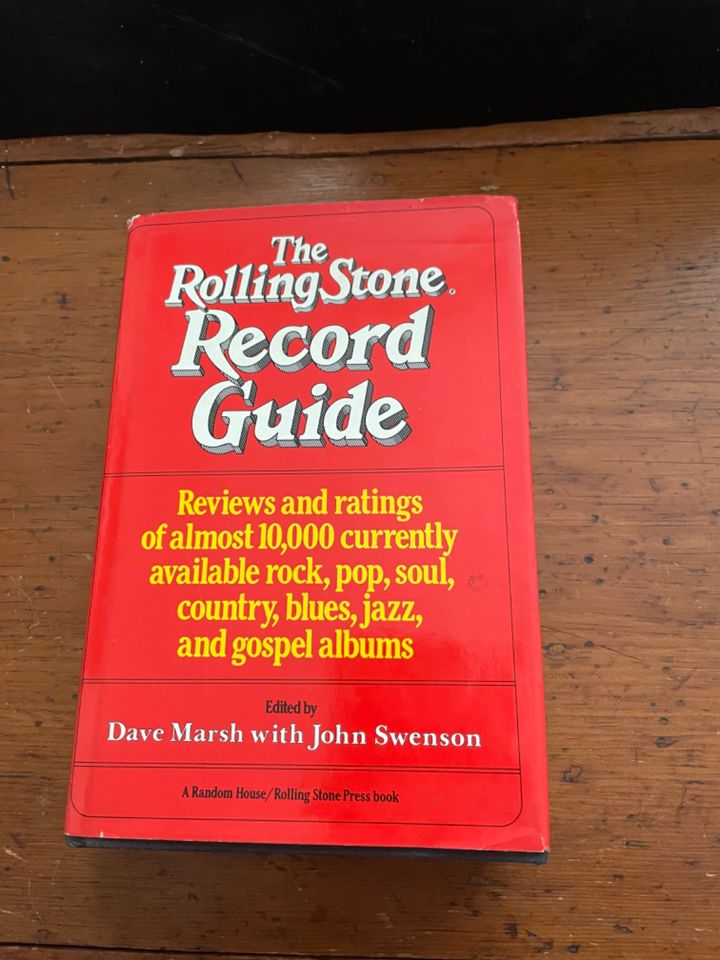 The
Rolling Stone
Record
Guide
Reviews and ratings
of almost 10,000 currently
available rock, pop, soul,
country, blues, jazz,
and gospel albums
Edited by
Dave Marsh with John Swenson
A Random House/Rolling Stone Press book